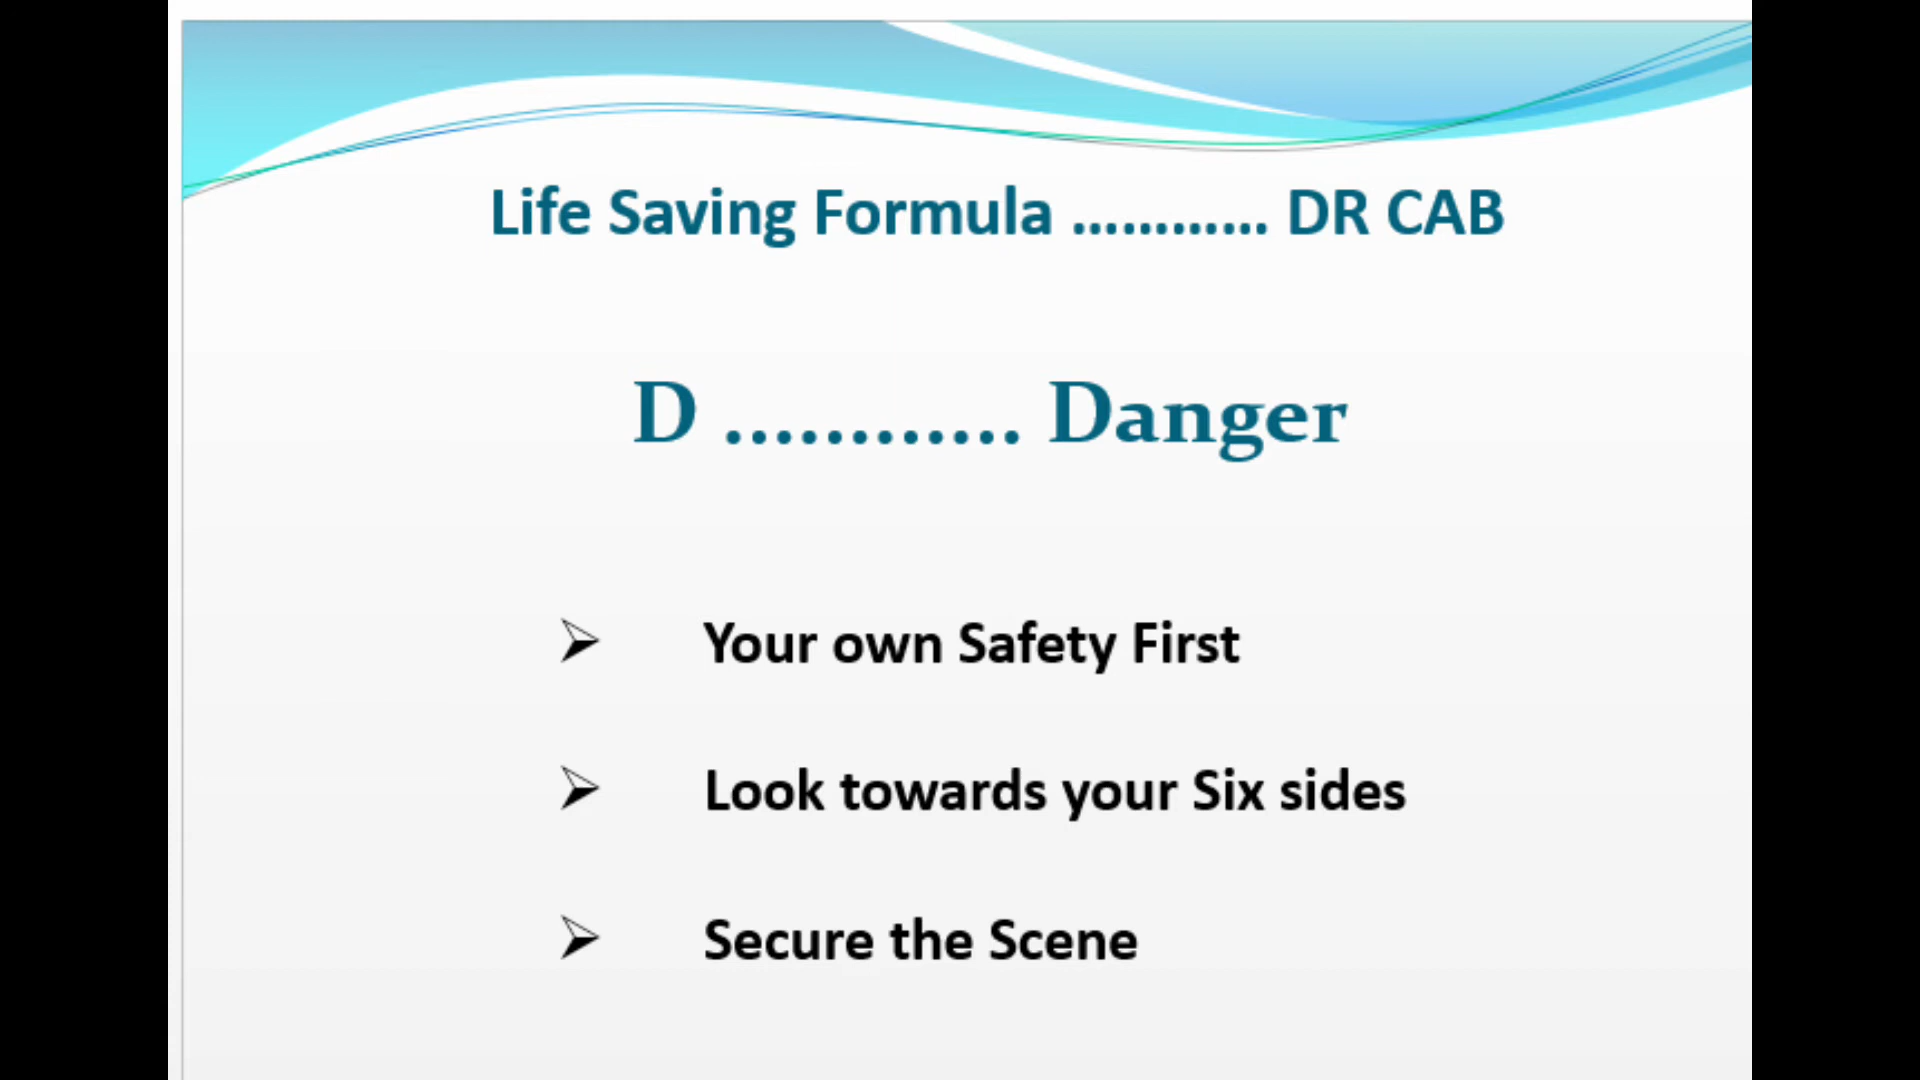 Life Saving Formula ............ DR CAB
D ............ Danger
➢ Your own Safety First
➢ Look towards your Six sides
➢ Secure the Scene